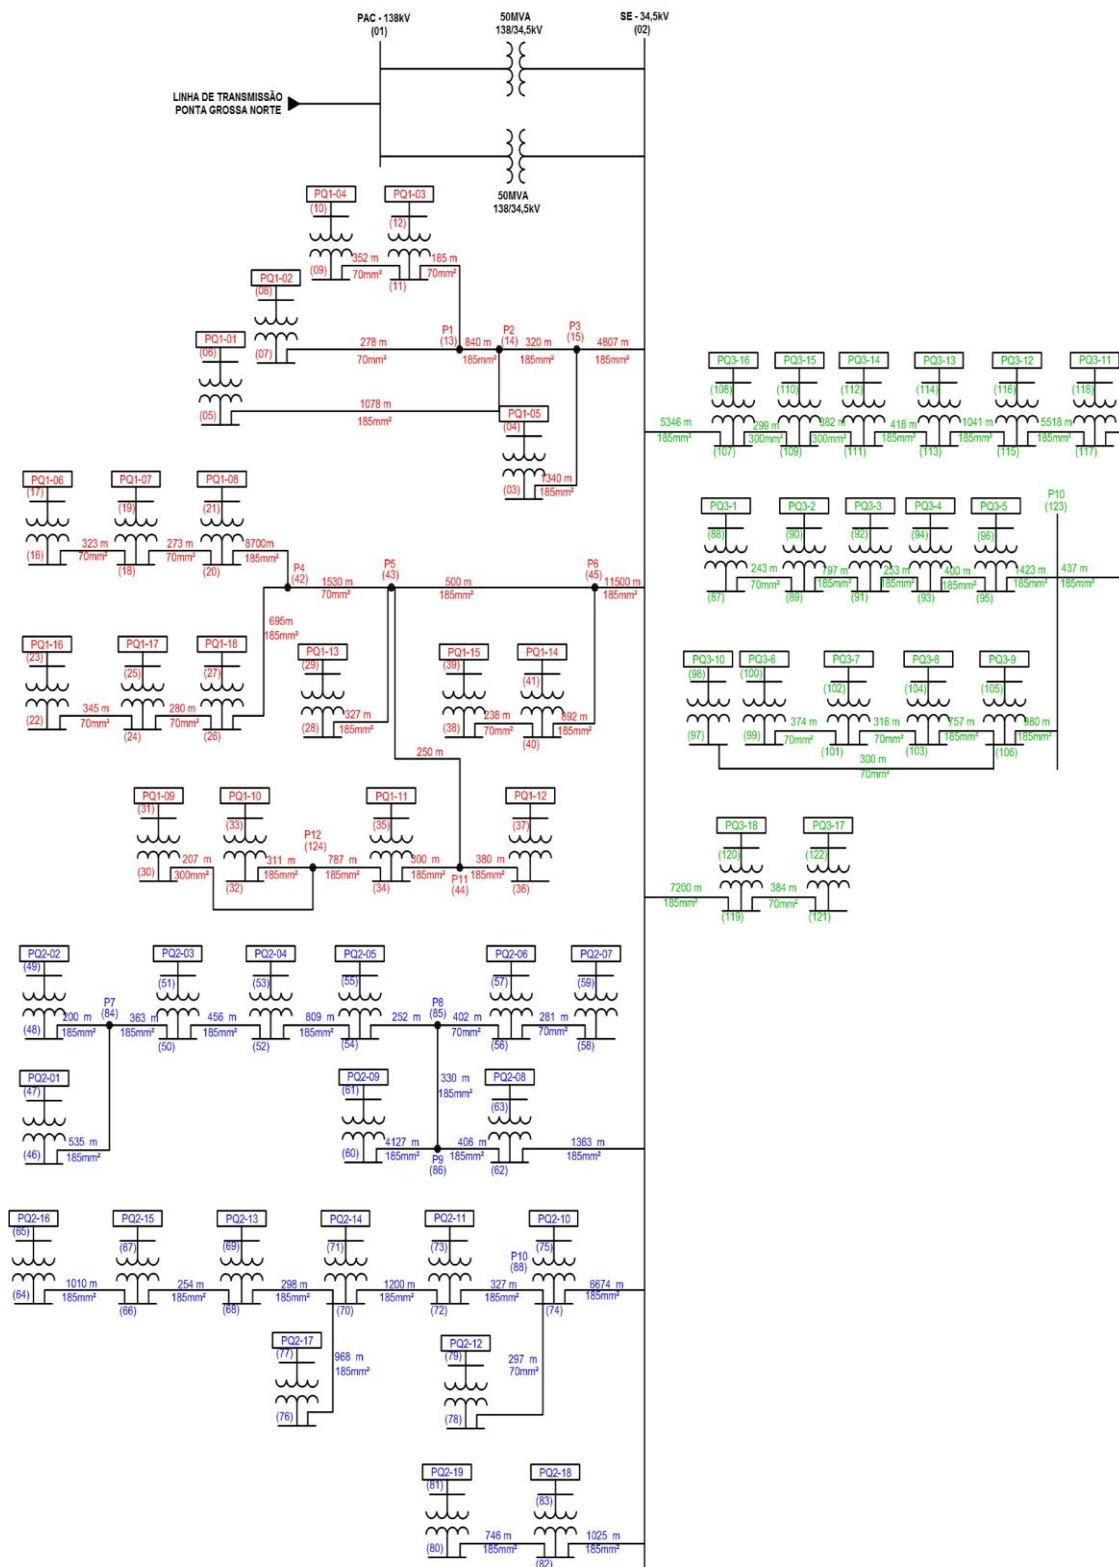 PAC - 138kV
(01)
50MVA
138/34,5kV
SE - 34,5kV
(02)
LINHA DE TRANSMISSÃO
PONTA GROSSA NORTE
50MVA
138/34,5kV
PQ1-04
(10)
PQ1-03
(12)
(09)
352 m
70mm²
(11)
185 m
70mm²
PQ1-02
(08)
(07)
278 m
70mm²
P1
(13)
840 m
185mm²
P2
(14)
320 m
185mm²
P3
(15)
4807 m
185mm²
PQ1-01
(06)
(05)
1078 m
185mm²
PQ1-05
(04)
(03)
1340 m
185mm²
PQ3-16
(108)
PQ3-15
(110)
PQ3-14
(112)
PQ3-13
(114)
PQ3-12
(116)
PQ3-11
(118)
5346 m
185mm²
(107)
299 m
300mm²
(109)
882 m
300mm²
(111)
418 m
185mm²
(113)
1041 m
185mm²
(115)
5518 m
185mm²
(117)
PQ1-06
(17)
PQ1-07
(19)
PQ1-08
(21)
(16)
323 m
70mm²
(18)
273 m
70mm²
(20)
8700m
185mm²
P4
(42)
1530 m
70mm²
P5
(43)
500 m
185mm²
P6
(45)
11500 m
185mm²
695m
185mm²
PQ3-1
(88)
PQ3-2
(90)
PQ3-3
(92)
PQ3-4
(94)
PQ3-5
(96)
P10
(123)
(87)
243 m
70mm²
(89)
797 m
185mm²
(91)
253 m
185mm²
(93)
400 m
185mm²
(95)
1423 m
185mm²
437 m
185mm²
PQ1-16
(23)
PQ1-17
(25)
PQ1-18
(27)
PQ1-13
(29)
PQ1-15
(39)
PQ1-14
(41)
(22)
345 m
70mm²
(24)
280 m
70mm²
(26)
(28)
327 m
185mm²
(38)
238 m
70mm²
(40)
892 m
185mm²
250 m
PQ3-10
(98)
PQ3-6
(100)
PQ3-7
(102)
PQ3-8
(104)
PQ3-9
(105)
(97)
(99)
374 m
70mm²
(101)
316 m
70mm²
(103)
757 m
185mm²
(106)
980 m
185mm²
300 m
70mm²
PQ1-09
(31)
PQ1-10
(33)
PQ1-11
(35)
PQ1-12
(37)
(30)
207 m
300mm²
(32)
311 m
185mm²
P12
(124)
787 m
185mm²
(34)
300 m
185mm²
P11
(44)
380 m
185mm²
(36)
PQ3-18
(120)
PQ3-17
(122)
7200 m
185mm²
(119)
384 m
70mm²
(121)
PQ2-02
(49)
PQ2-03
(51)
PQ2-04
(53)
PQ2-05
(55)
PQ2-06
(57)
PQ2-07
(59)
(48)
200 m
185mm²
P7
(84)
363 m
185mm²
(50)
456 m
185mm²
(52)
809 m
185mm²
(54)
252 m
P8
(85)
402 m
70mm²
(56)
281 m
70mm²
(58)
330 m
185mm²
PQ2-01
(47)
(46)
535 m
185mm²
PQ2-09
(61)
PQ2-08
(63)
(60)
4127 m
185mm²
P9
(86)
406 m
185mm²
(62)
1363 m
185mm²
PQ2-16
(65)
PQ2-15
(67)
PQ2-13
(69)
PQ2-14
(71)
PQ2-11
(73)
PQ2-10
(75)
(64)
1010 m
185mm²
(66)
254 m
185mm²
(68)
298 m
185mm²
(70)
1200 m
185mm²
(72)
327 m
185mm²
P10
(88)
(74)
6674 m
185mm²
PQ2-17
(77)
(76)
968 m
185mm²
PQ2-12
(79)
(78)
297 m
70mm²
PQ2-19
(81)
PQ2-18
(83)
(80)
746 m
185mm²
(82)
1025 m
185mm²